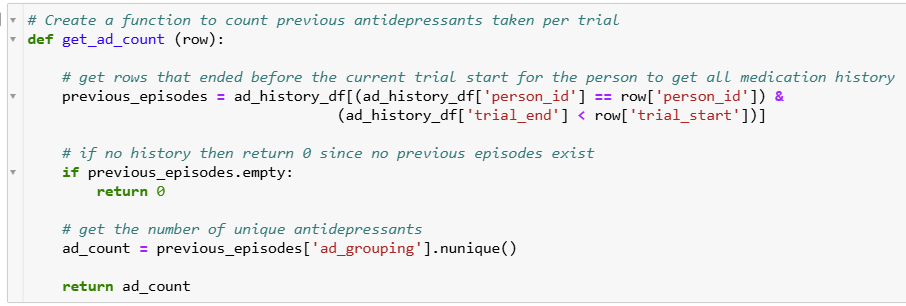 # Create a function to count previous antidepressants taken per trial
def get_ad_count (row):
    # get rows that ended before the current trial start for the person to get all medication history
    previous_episodes = ad_history_df[(ad_history_df['person_id'] == row['person_id']) &
                                      (ad_history_df['trial_end'] < row['trial_start'])]
    # if no history then return 0 since no previous episodes exist
    if previous_episodes.empty:
        return 0
    # get the number of unique antidepressants
    ad_count = previous_episodes['ad_grouping'].nunique()
    return ad_count